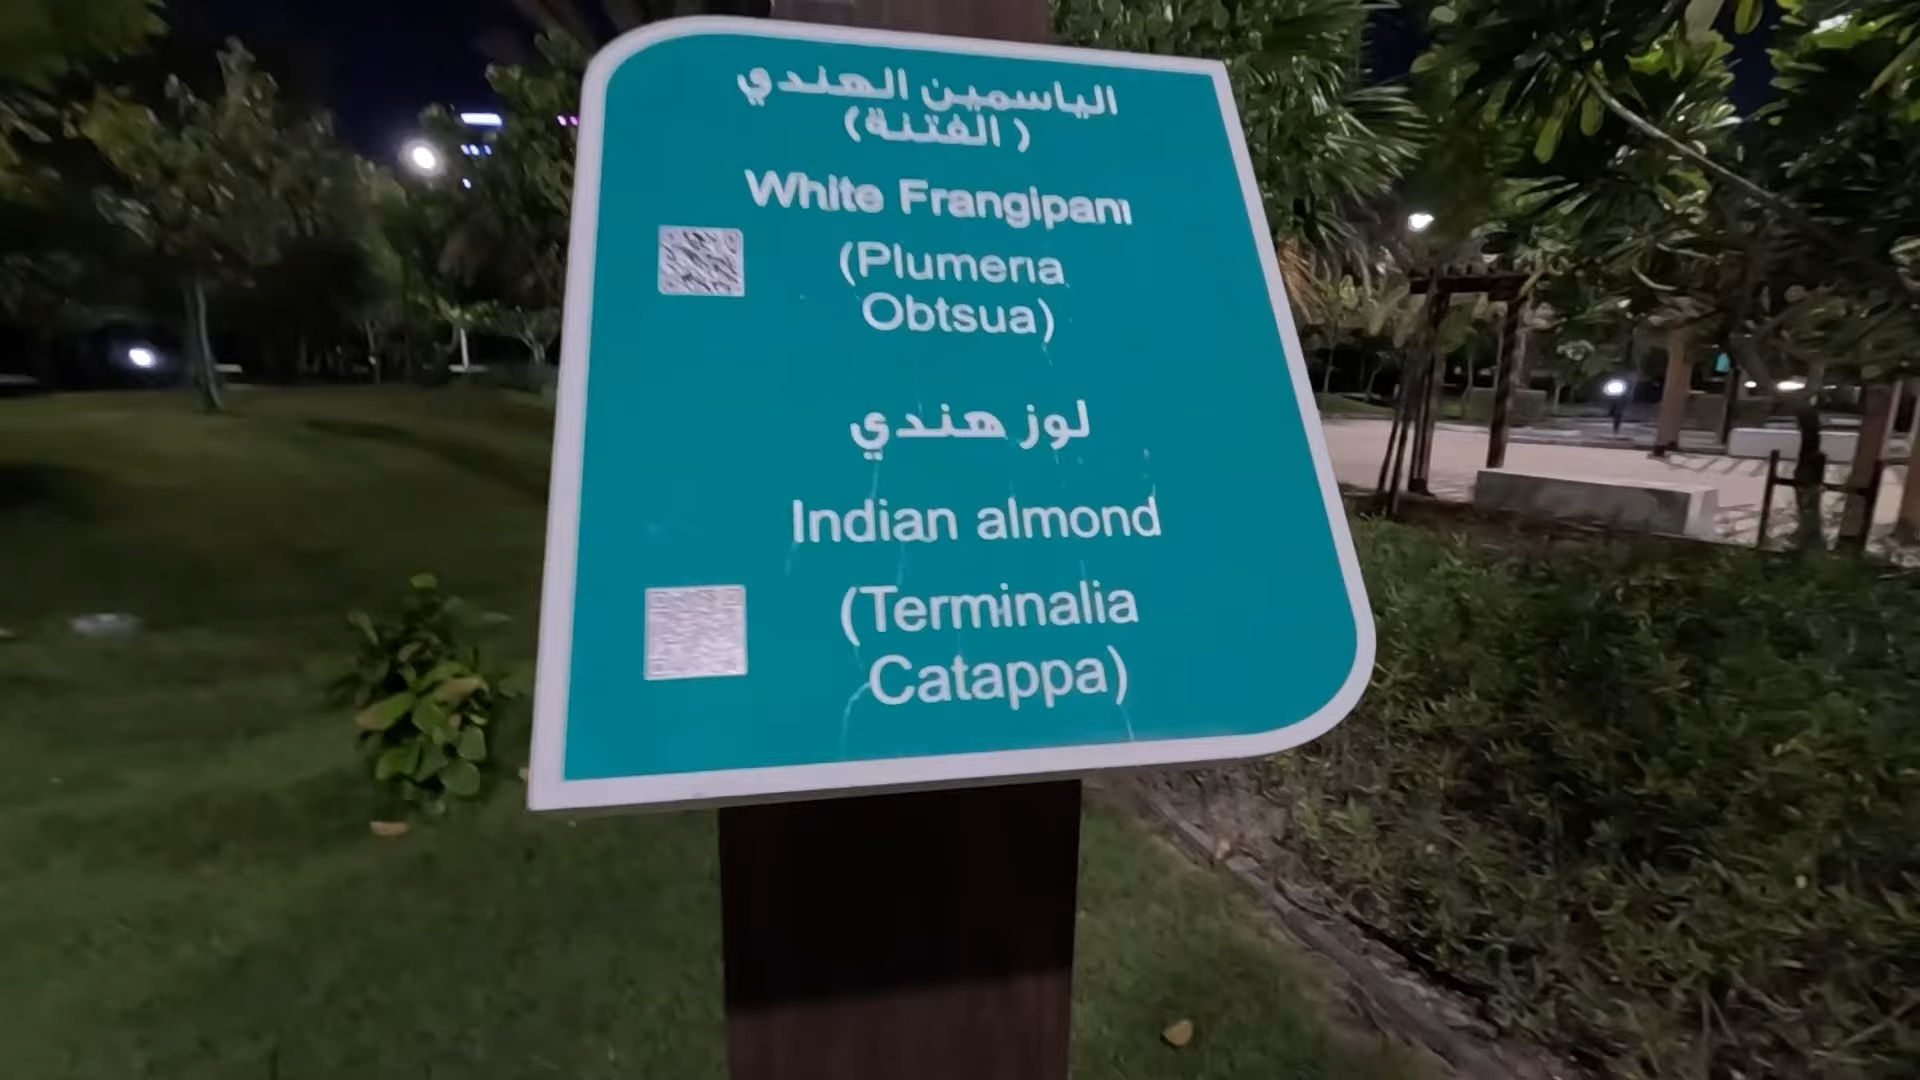 الياسمين الهندي
(الفتنة )
White Frangipani
(Plumeria
Obtsua)
لوز هندي
Indian almond
(Terminalia
Catappa)